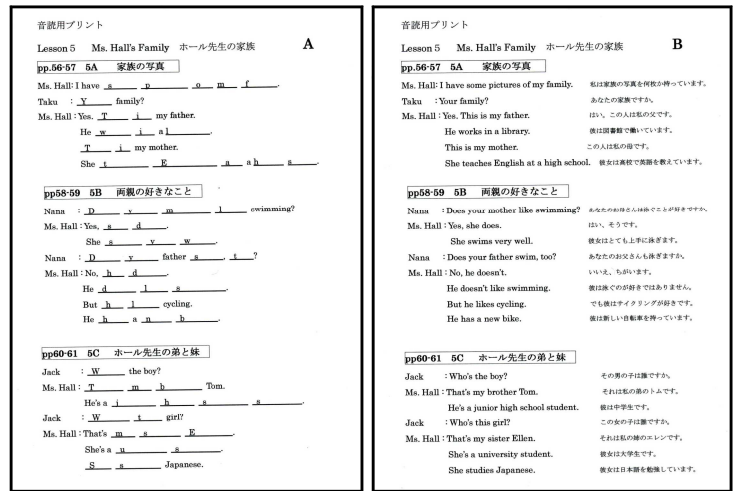 音読用プリント
Lesson 5 Ms. Hall's Family ホール先生の家族 A
pp.56-57 5A 家族の写真
Ms. Hall: I have s p o m f .
Taku : Y family?
Ms. Hall : Yes. T i my father.
He w i a l .
T i my mother.
She t E a a h s .
pp58-59 5B 両親の好きなこと
Nana : D y m l swimming?
Ms. Hall : Yes, s d .
She s v w .
Nana : D y father s , t ?
Ms. Hall : No, h d .
He d l s .
But h l cycling.
He h a n b .
pp60-61 5C ホール先生の弟と妹
Jack : W the boy?
Ms. Hall : T m b Tom.
He's a j h s s .
Jack : W t girl?
Ms. Hall : That's m s E .
She's a u s .
S s Japanese.
音読用プリント
Lesson 5 Ms. Hall's Family ホール先生の家族 B
pp.56-57 5A 家族の写真
Ms. Hall: I have some pictures of my family. 私は家族の写真を何枚か持っています。
Taku : Your family? あなたの家族ですか。
Ms. Hall : Yes. This is my father. はい。この人は私の父です。
He works in a library. 彼は図書館で働いています。
This is my mother. この人は私の母です。
She teaches English at a high school. 彼女は高校で英語を教えています。
pp58-59 5B 両親の好きなこと
Nana : Does your mother like swimming? あなたのお母さんは泳ぐことが好きですか。
Ms. Hall : Yes, she does. はい、そうです。
She swims very well. 彼女はとても上手に泳ぎます。
Nana : Does your father swim, too? あなたのお父さんも泳ぎますか。
Ms. Hall : No, he doesn't. いいえ、ちがいます。
He doesn't like swimming. 彼は泳ぐのが好きではありません。
But he likes cycling. でも彼はサイクリングが好きです。
He has a new bike. 彼は新しい自転車を持っています。
pp60-61 5C ホール先生の弟と妹
Jack : Who's the boy? その男の子は誰ですか。
Ms. Hall : That's my brother Tom. それは私の弟のトムです。
He's a junior high school student. 彼は中学生です。
Jack : Who's this girl? この女の子は誰ですか。
Ms. Hall : That's my sister Ellen. それは私の姉のエレンです。
She's a university student. 彼女は大学生です。
She studies Japanese. 彼女は日本語を勉強しています。